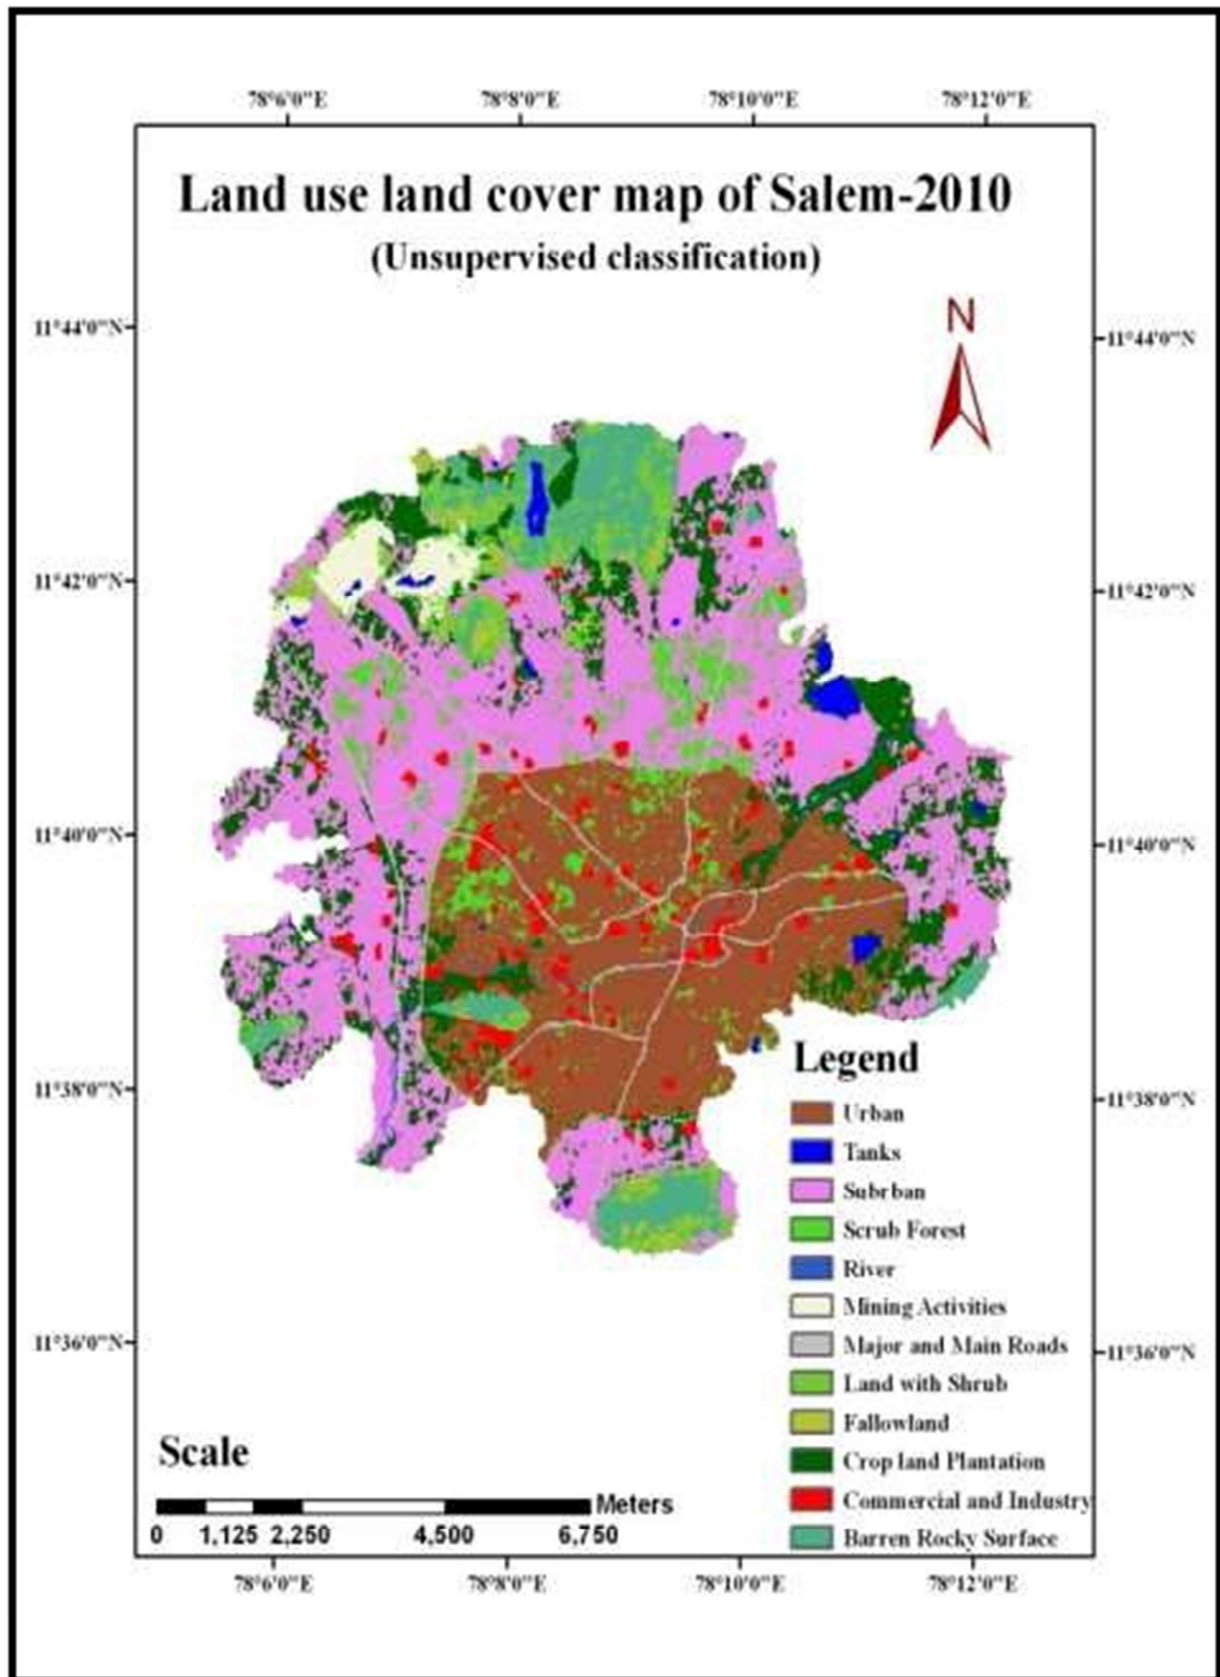 78°6'0"E 78°8'0"E 78°10'0"E 78°12'0"E
Land use land cover map of Salem-2010
(Unsupervised classification)
N
11°44'0"N 11°44'0"N
11°42'0"N 11°42'0"N
11°40'0"N 11°40'0"N
11°38'0"N 11°38'0"N
11°36'0"N 11°36'0"N
Legend
Urban
Tanks
Subrban
Scrub Forest
River
Mining Activities
Major and Main Roads
Land with Shrub
Fallowland
Crop land Plantation
Commercial and Industry
Barren Rocky Surface
Scale
Meters
0 1,125 2,250 4,500 6,750
78°6'0"E 78°8'0"E 78°10'0"E 78°12'0"E